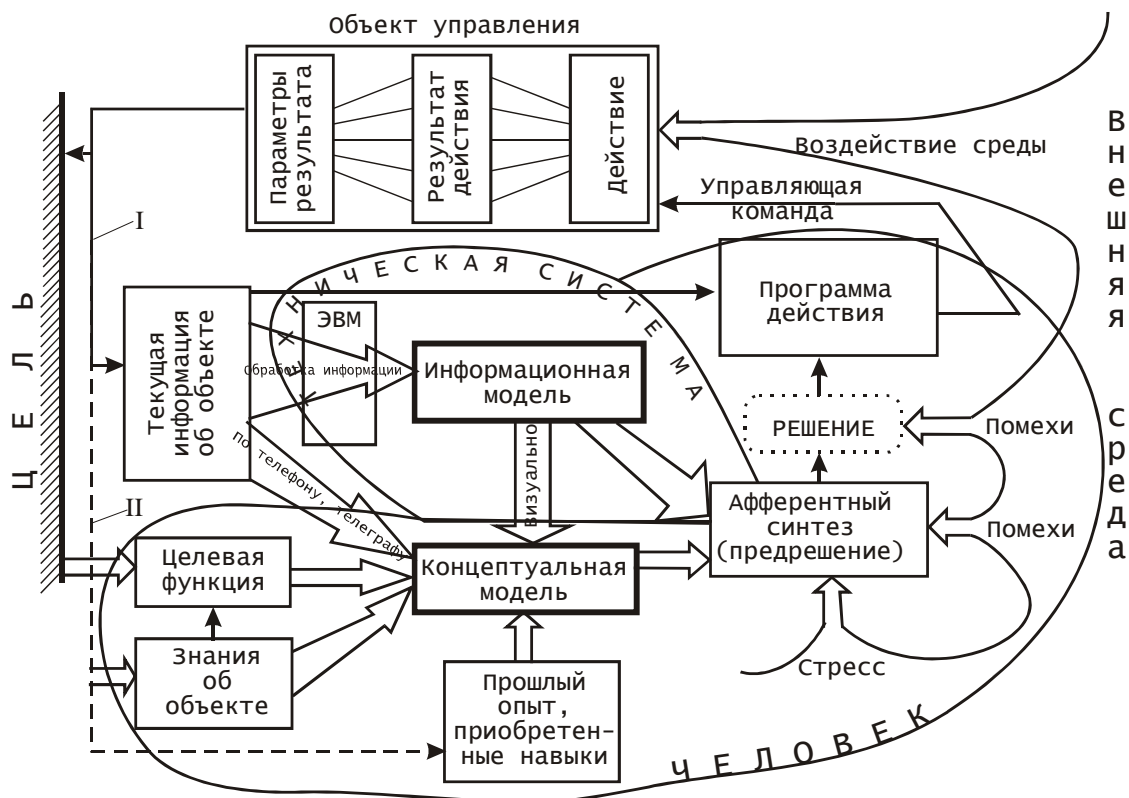 Объект управления
Параметры
результата
Результат
действия
Действие
Воздействие среды
Управляющая
команда
Внешняя среда
ЦЕЛЬ
I
ТЕХНИЧЕСКАЯ СИСТЕМА
Текущая
информация
об объекте
ЭВМ
Обработка информации
Информационная
модель
Программа
действия
РЕШЕНИЕ
Помехи
По телефону, телеграфу
Визуально
Афферентный
синтез
(предрешение)
Помехи
II
Целевая
функция
Концептуальная
модель
Знания
об
объекте
Прошлый
опыт,
приобретен-
ные навыки
Стресс
ЧЕЛОВЕК